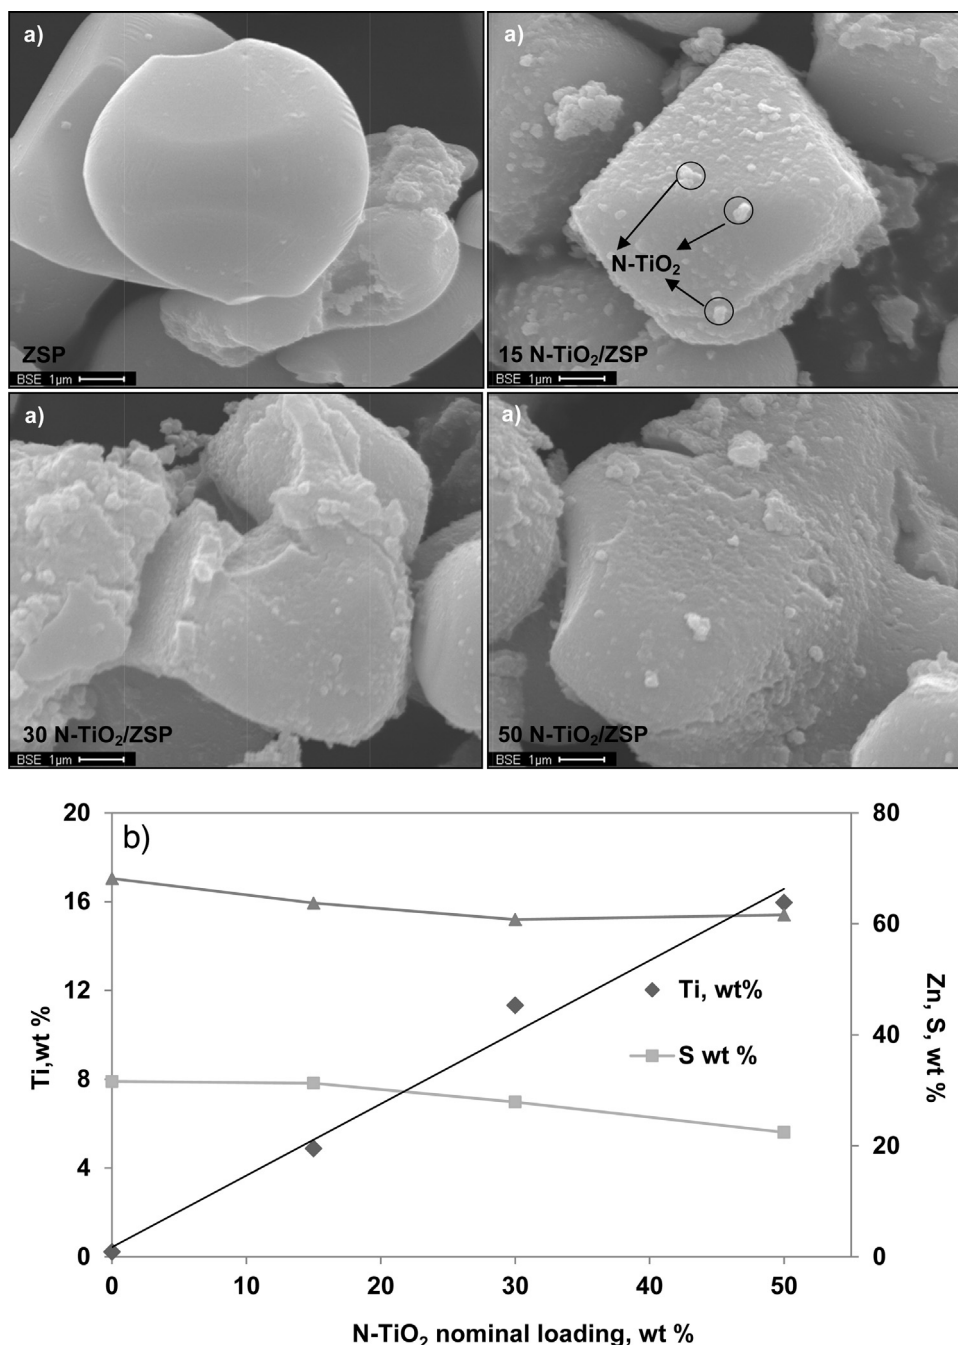 a)
ZSP
BSE 1µm
a)
N-TiO₂
15 N-TiO₂/ZSP
BSE 1µm
a)
30 N-TiO₂/ZSP
BSE 1µm
a)
50 N-TiO₂/ZSP
BSE 1µm
b)
20
16
12
8
4
0
Ti,wt %
80
60
40
20
0
Zn, S, wt %
Ti, wt%
S wt %
0
10
20
30
40
50
N-TiO₂ nominal loading, wt %